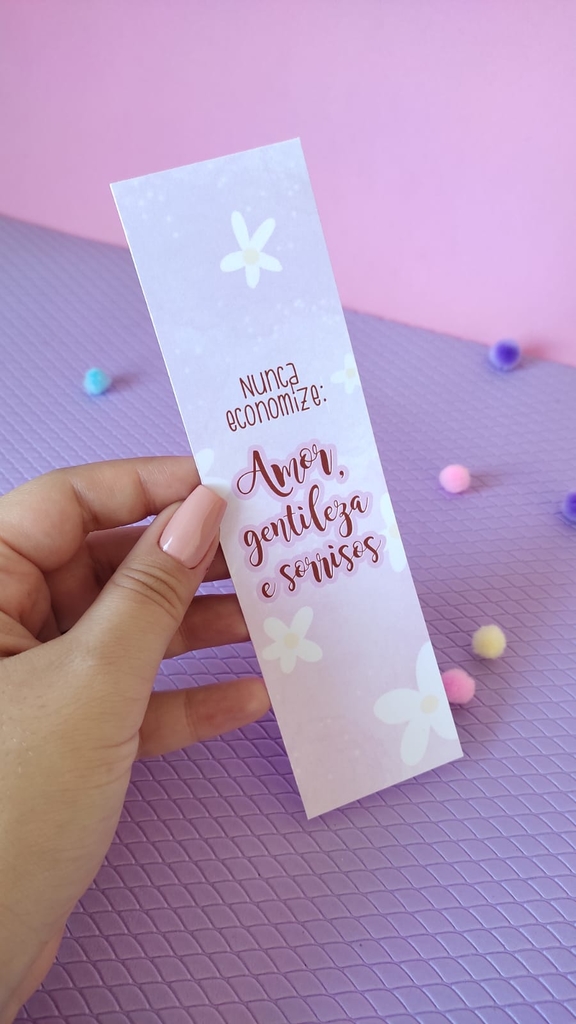 Nunca
economize:
Amor,
gentileza
e sorrisos